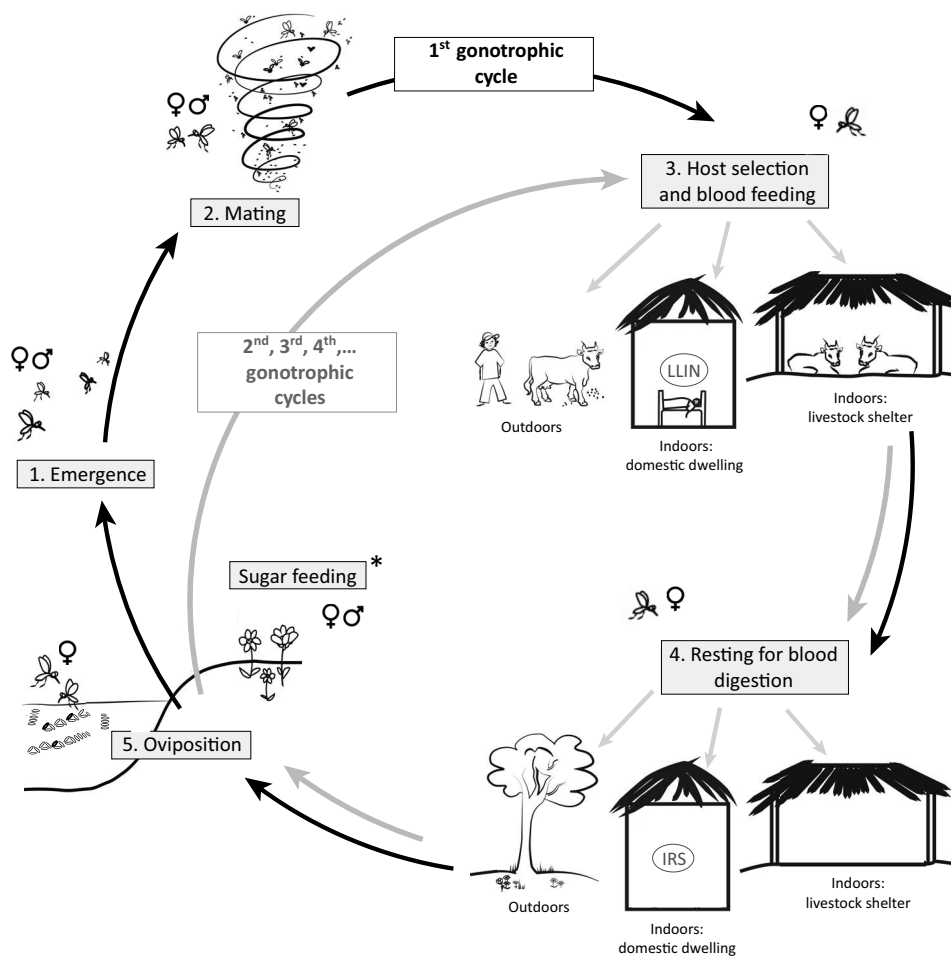 1st gonotrophic
cycle
♀♂
♀
3. Host selection
and blood feeding
2. Mating
2nd, 3rd, 4th,...
gonotrophic
cycles
♀♂
LLIN
Outdoors
Indoors:
domestic dwelling
Indoors:
livestock shelter
1. Emergence
Sugar feeding *
♀♂
♀
♀
4. Resting for blood
digestion
5. Oviposition
IRS
Outdoors
Indoors:
domestic dwelling
Indoors:
livestock shelter